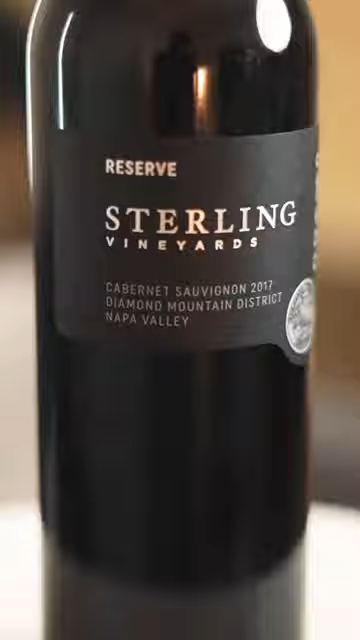 RESERVE
STERLING
VINEYARDS
CABERNET SAUVIGNON 2017
DIAMOND MOUNTAIN DISTRICT
NAPA VALLEY